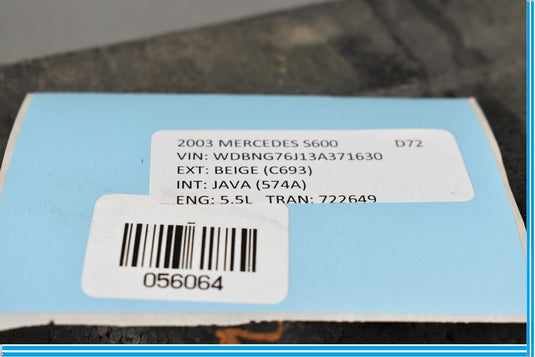 2003 MERCEDES S600 D72
VIN: WDBNG76J13A371630
EXT: BEIGE (C693)
INT: JAVA (574A)
ENG: 5.5L TRAN: 722649
056064